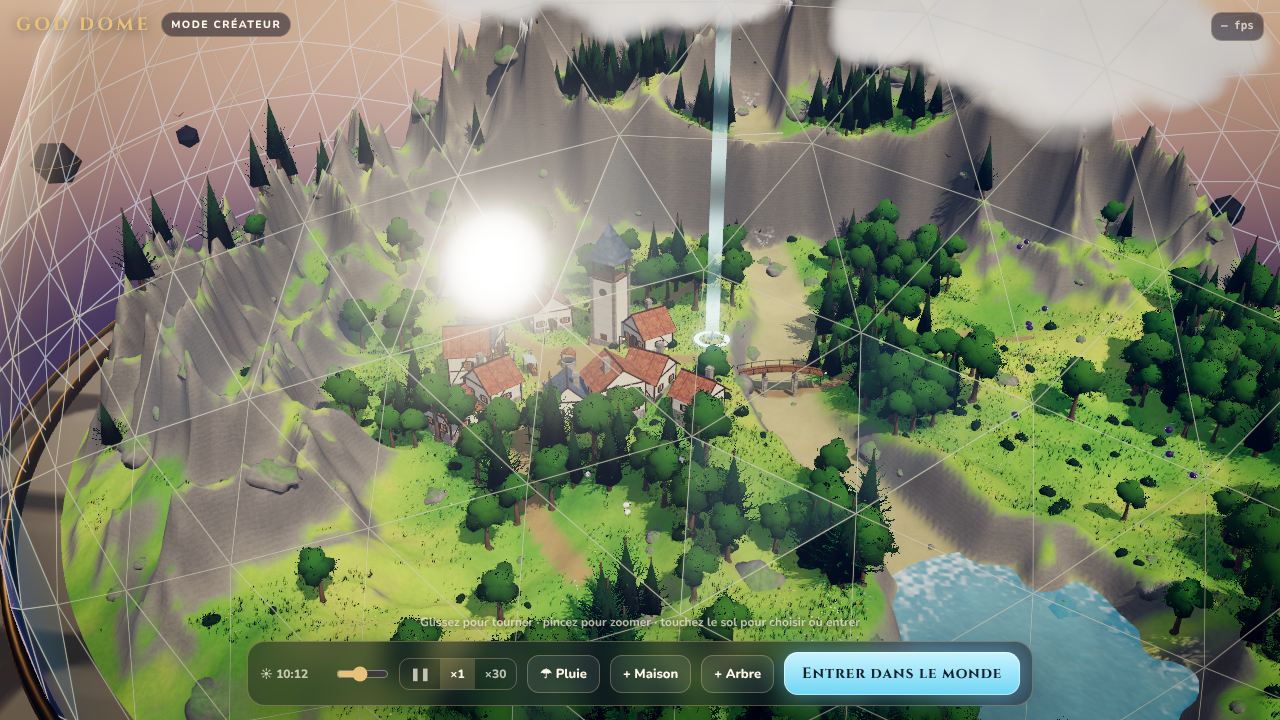 GOD DOME
MODE CRÉATEUR
— fps
Glissez pour tourner · pincez pour zoomer · touchez le sol pour choisir où entrer
☀ 10:12
❚❚
×1
×30
☂ Pluie
+ Maison
+ Arbre
Entrer dans le monde